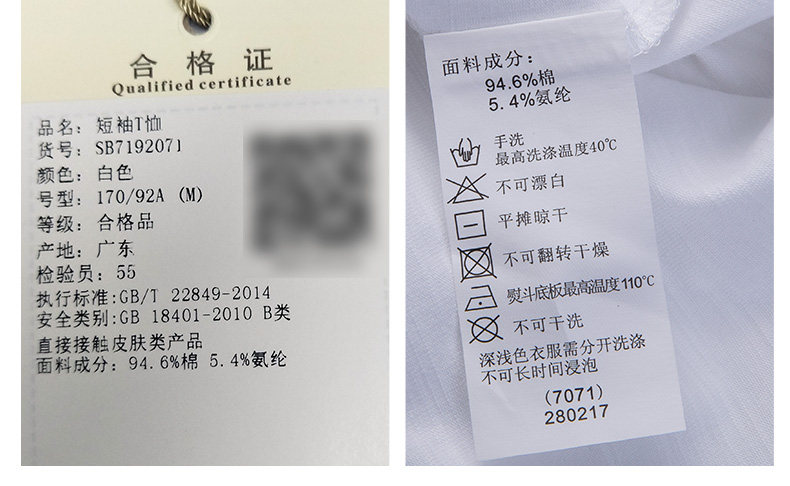 合格证
Qualified certificate
品名：短袖T恤
货号：SB7192071
颜色：白色
号型：170/92A (M)
等级：合格品
产地：广东
检验员：55
执行标准:GB/T 22849-2014
安全类别:GB 18401-2010 B类
直接接触皮肤类产品
面料成分：94.6%棉 5.4%氨纶
面料成分：
94.6%棉
5.4%氨纶
手洗
最高洗涤温度40℃
不可漂白
平摊晾干
不可翻转干燥
熨斗底板最高温度110℃
不可干洗
深浅色衣服需分开洗涤
不可长时间浸泡
(7071)
280217